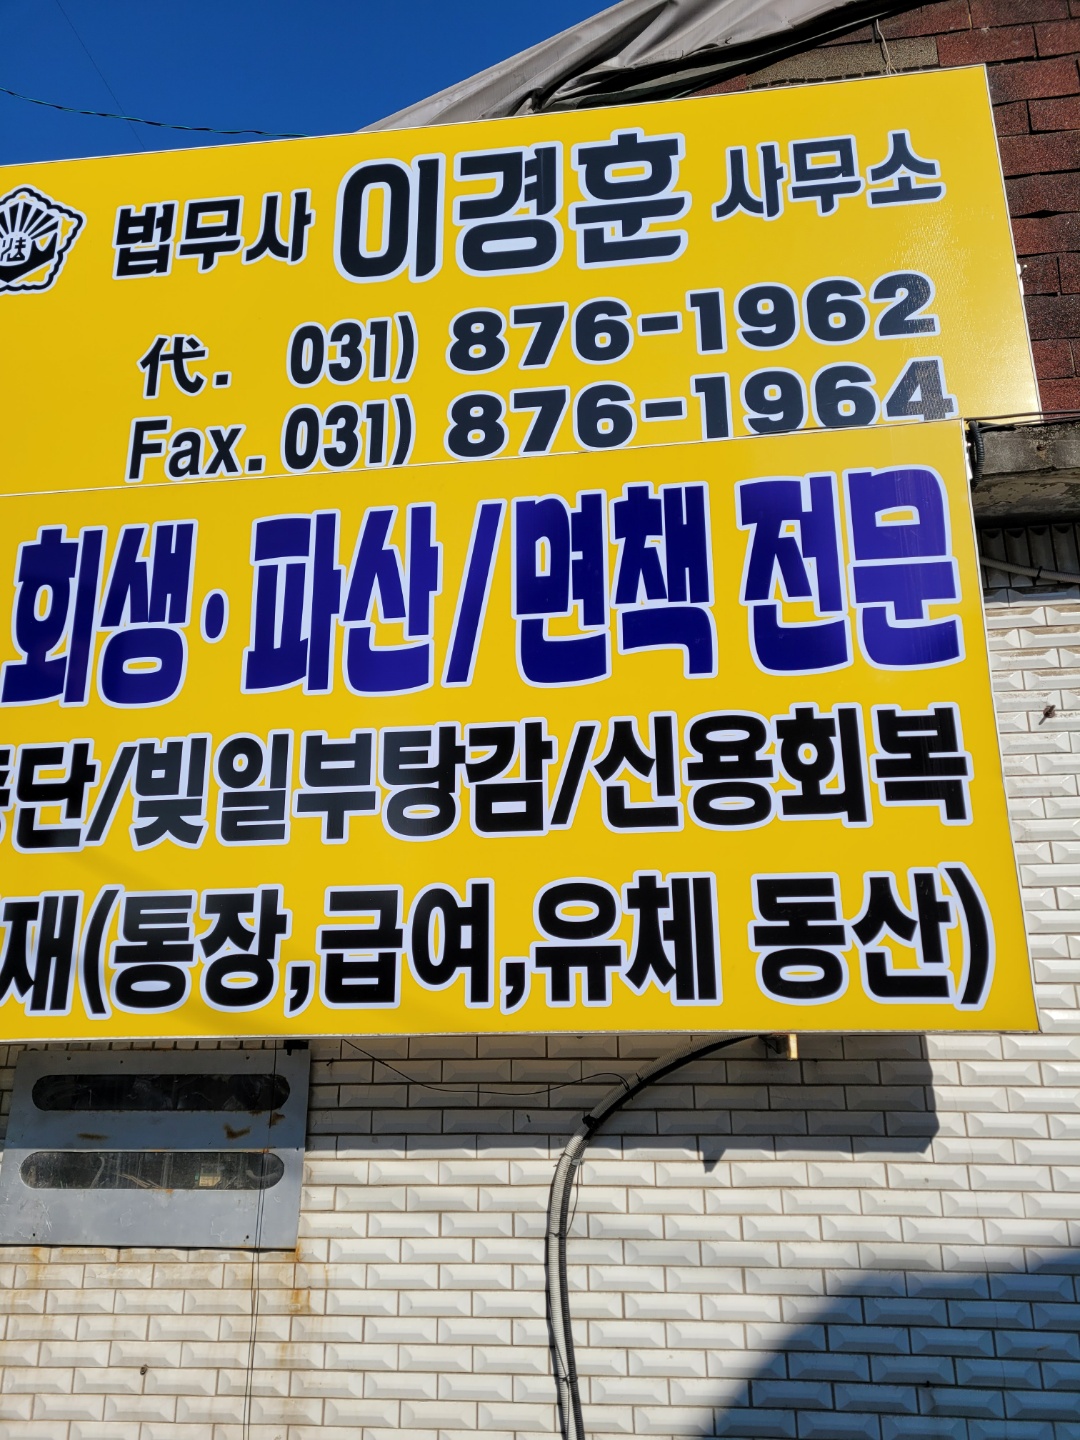 법무사 이경훈 사무소
代. 031) 876-1962
Fax. 031) 876-1964
회생·파산/면책 전문
단/빚일부탕감/신용회복
재(통장,급여,유체 동산)